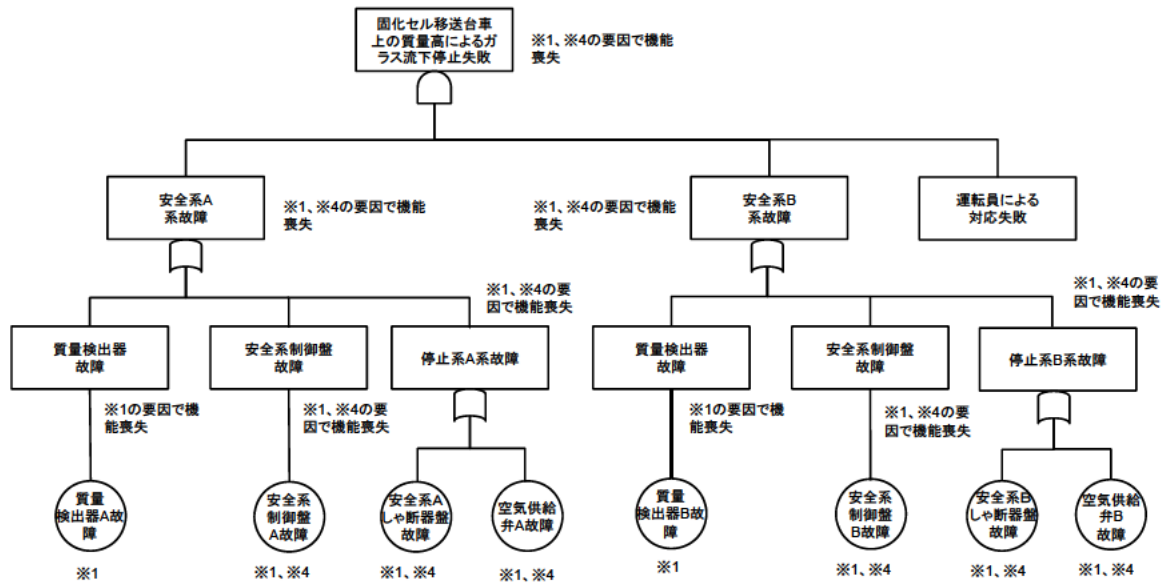 固化セル移送台車
上の質量高によるガ
ラス流下停止失敗
※1、※4の要因で機能
喪失
安全系A
系故障
※1、※4の要因で機能
喪失
※1、※4の要因で機能
喪失
安全系B
系故障
運転員による
対応失敗
※1、※4の要
因で機能喪失
※1、※4の要
因で機能喪失
質量検出器
故障
安全系制御盤
故障
停止系A系故障
質量検出器
故障
安全系制御盤
故障
停止系B系故障
※1の要因で機
能喪失
※1、※4の要
因で機能喪失
※1の要因で機
能喪失
※1、※4の要
因で機能喪失
質量
検出器A故
障
安全系
制御盤
A故障
安全系A
しゃ断器盤
故障
空気供給
弁A故障
質量
検出器B故
障
安全系
制御盤
B故障
安全系B
しゃ断器盤
故障
空気供給
弁B
故障
※1
※1、※4
※1、※4
※1、※4
※1
※1、※4
※1、※4
※1、※4